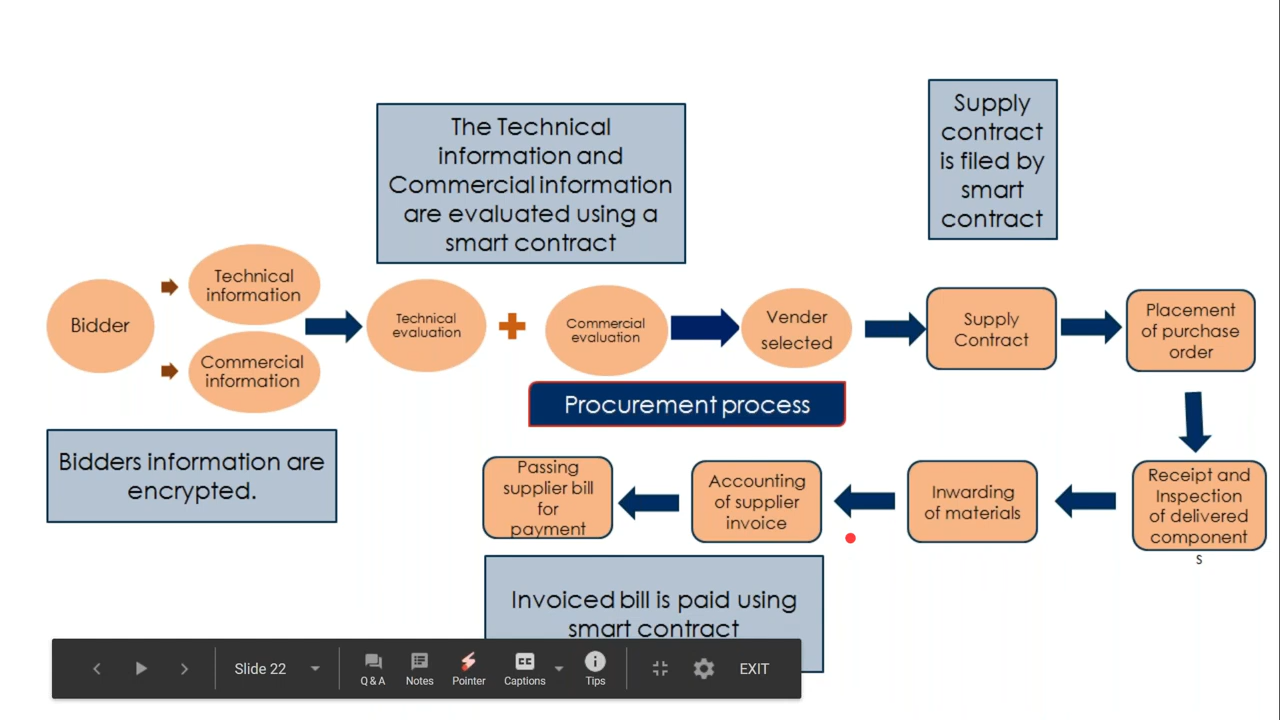 The Technical
information and
Commercial information
are evaluated using a
smart contract
Supply
contract
is filed by
smart
contract
Bidder
Technical
information
Commercial
information
Technical
evaluation
Commercial
evaluation
Vender
selected
Supply
Contract
Placement
of purchase
order
Procurement process
Bidders information are
encrypted.
Passing
supplier bill
for
payment
Accounting
of supplier
invoice
Inwarding
of materials
Receipt and
Inspection
of delivered
component
s
Invoiced bill is paid using
smart contract
Slide 22
Q & A
Notes
Pointer
CC
Captions
Tips
EXIT